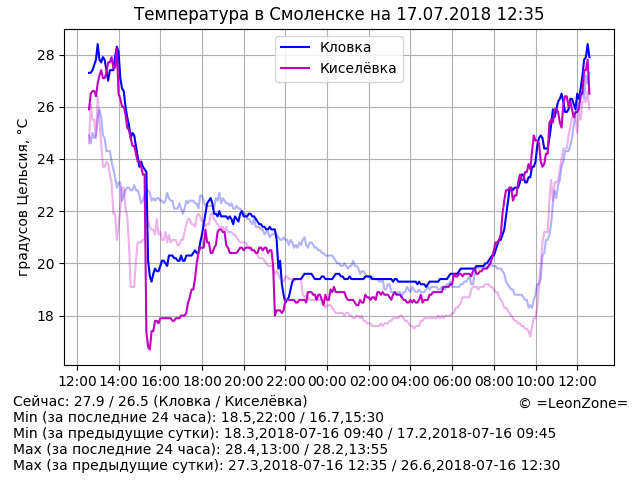 Температура в Смоленске на 17.07.2018 12:35
Кловка
Киселёвка
градусов Цельсия, °C
28
26
24
22
20
18
12:00 14:00 16:00 18:00 20:00 22:00 00:00 02:00 04:00 06:00 08:00 10:00 12:00
Сейчас: 27.9 / 26.5 (Кловка / Киселёвка)
© =LeonZone=
Min (за последние 24 часа): 18.5,22:00 / 16.7,15:30
Min (за предыдущие сутки): 18.3,2018-07-16 09:40 / 17.2,2018-07-16 09:45
Max (за последние 24 часа): 28.4,13:00 / 28.2,13:55
Max (за предыдущие сутки): 27.3,2018-07-16 12:35 / 26.6,2018-07-16 12:30